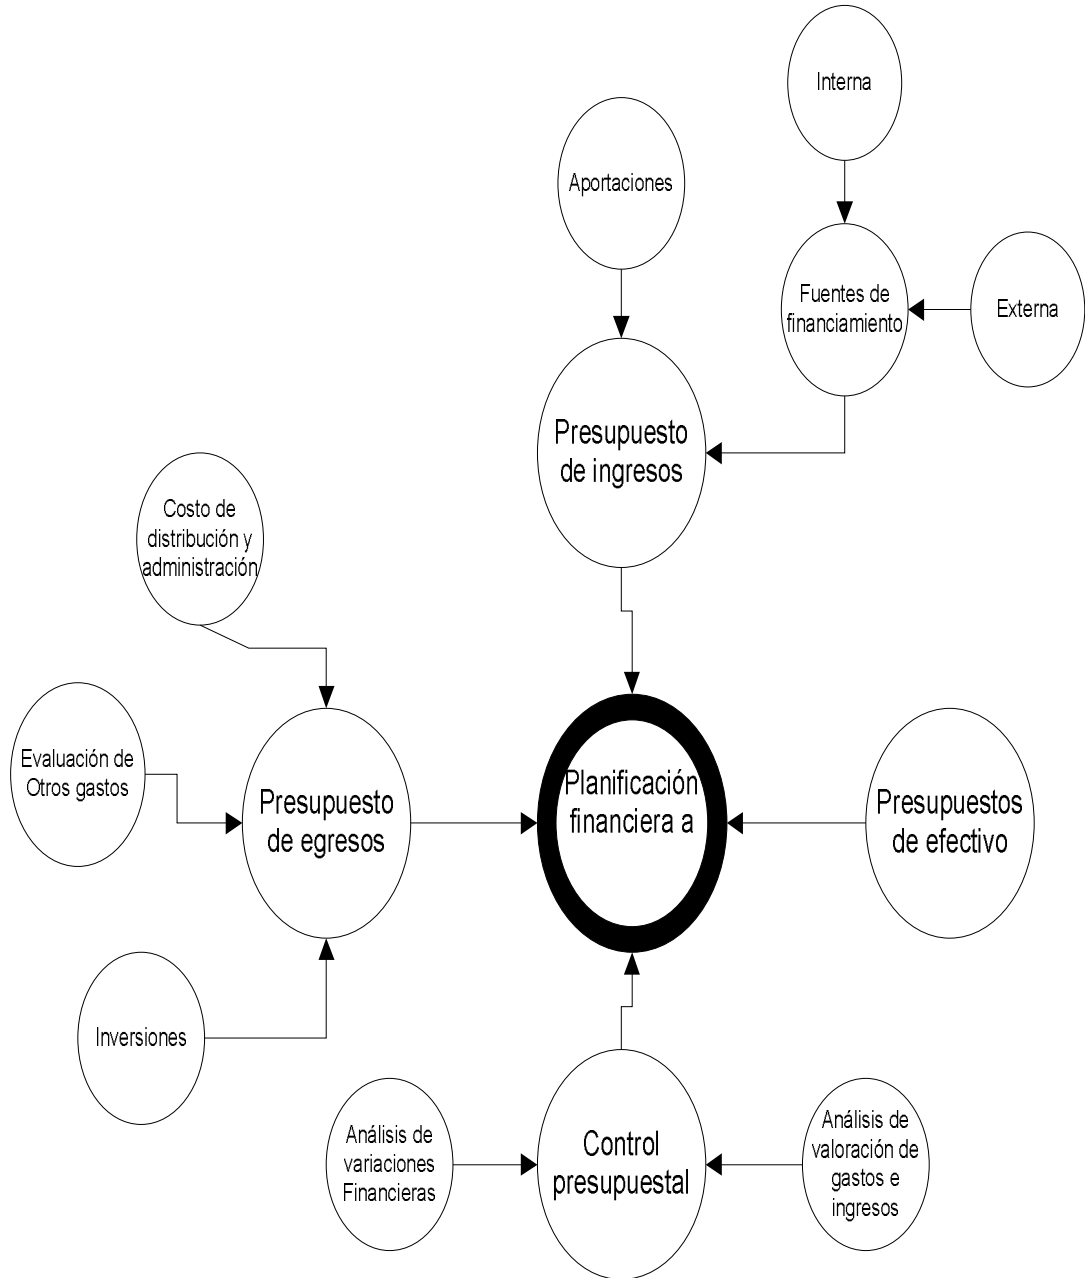 Interna
Aportaciones
Fuentes de
financiamiento
Externa
Presupuesto
de ingresos
Costo de
distribución y
administración
Evaluación de
Otros gastos
Presupuesto
de egresos
Planificación
financiera a
Presupuestos
de efectivo
Inversiones
Análisis de
variaciones
Financieras
Control
presupuestal
Análisis de
valoración de
gastos e
ingresos